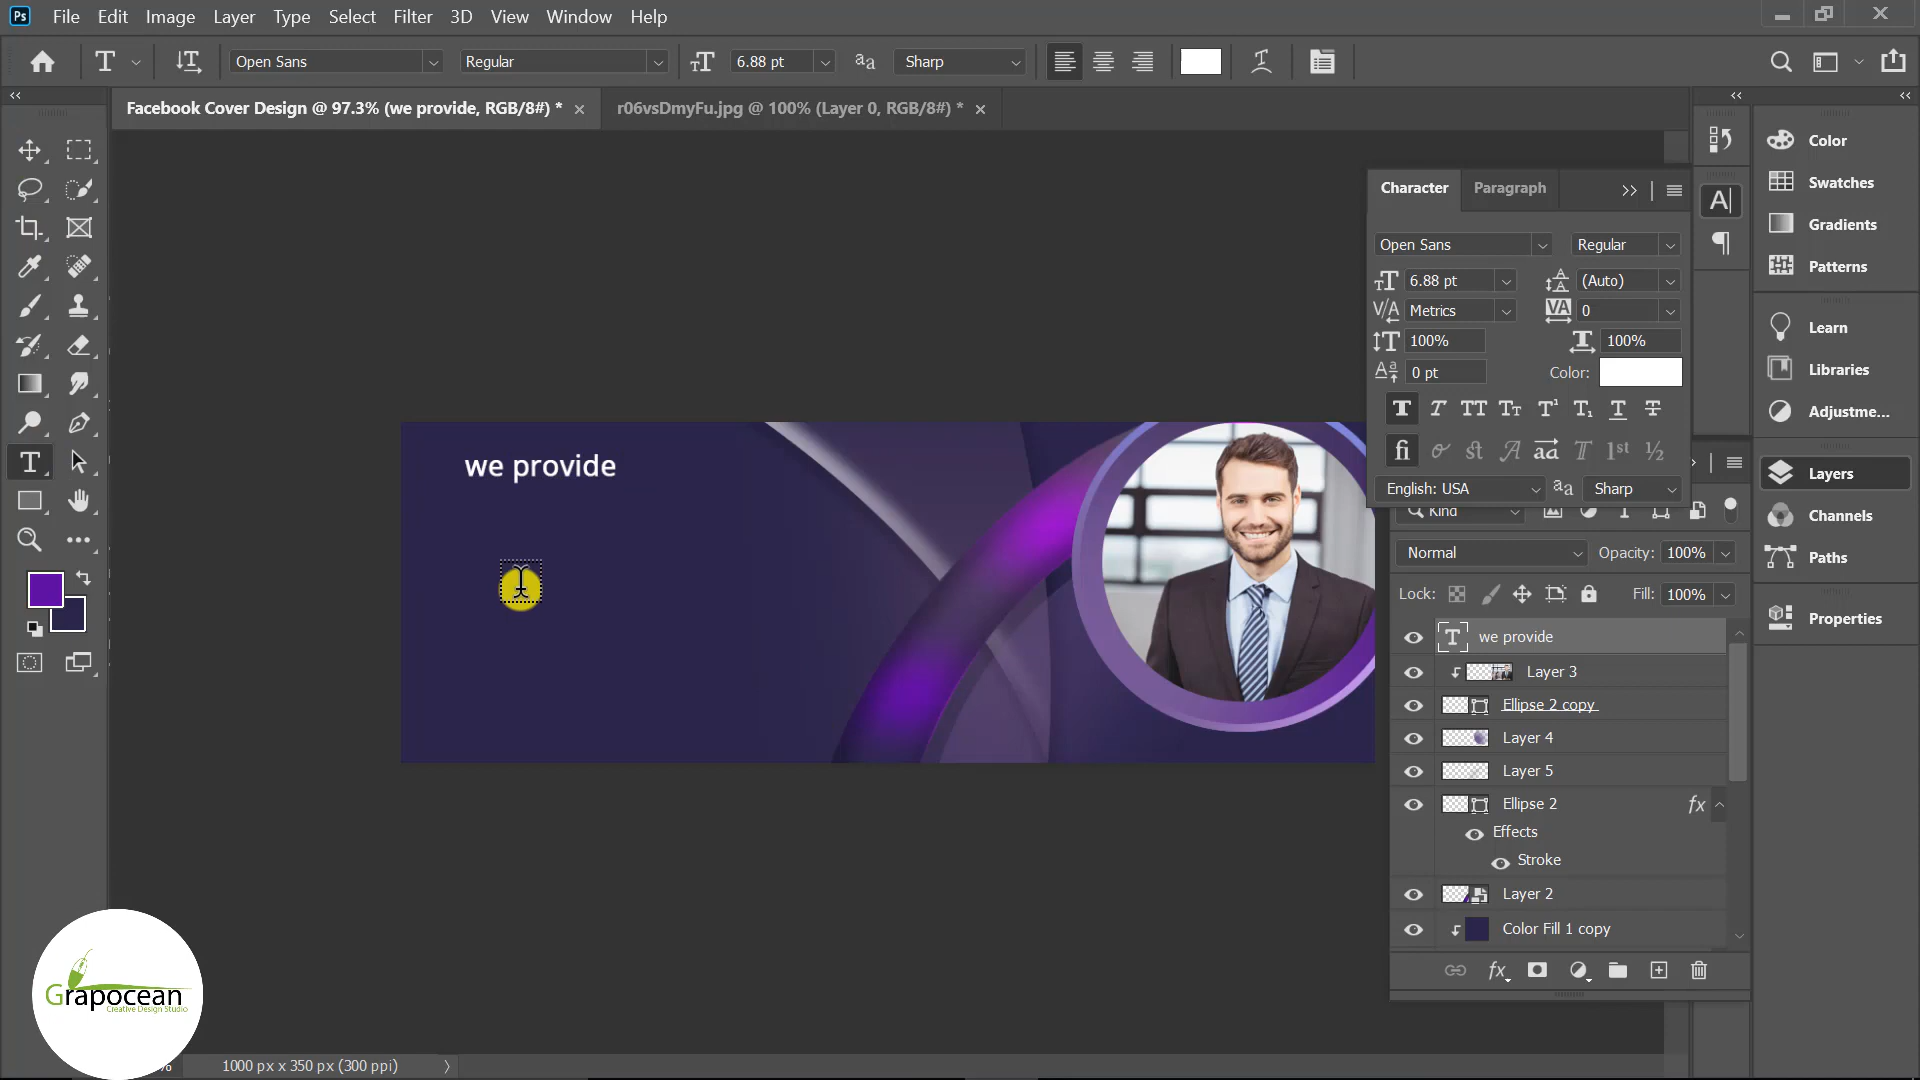 Ps File Edit Image Layer Type Select Filter 3D View Window Help
Open Sans Regular 6.88 pt Sharp
Facebook Cover Design @ 97.3% (we provide, RGB/8#) *
r06vsDmyFu.jpg @ 100% (Layer 0, RGB/8#) *
Character Paragraph
Open Sans Regular
6.88 pt (Auto)
Metrics 0
100% 100%
0 pt Color:
English: USA Sharp
Color
Swatches
Gradients
Patterns
Learn
Libraries
Adjustme...
Layers
Channels
Paths
Properties
Kind
Normal Opacity: 100%
Lock: Fill: 100%
we provide
Layer 3
Ellipse 2 copy
Layer 4
Layer 5
Ellipse 2 fx
Effects
Stroke
Layer 2
Color Fill 1 copy
we provide
Grapocean
Creative Design Studio
1000 px x 350 px (300 ppi)